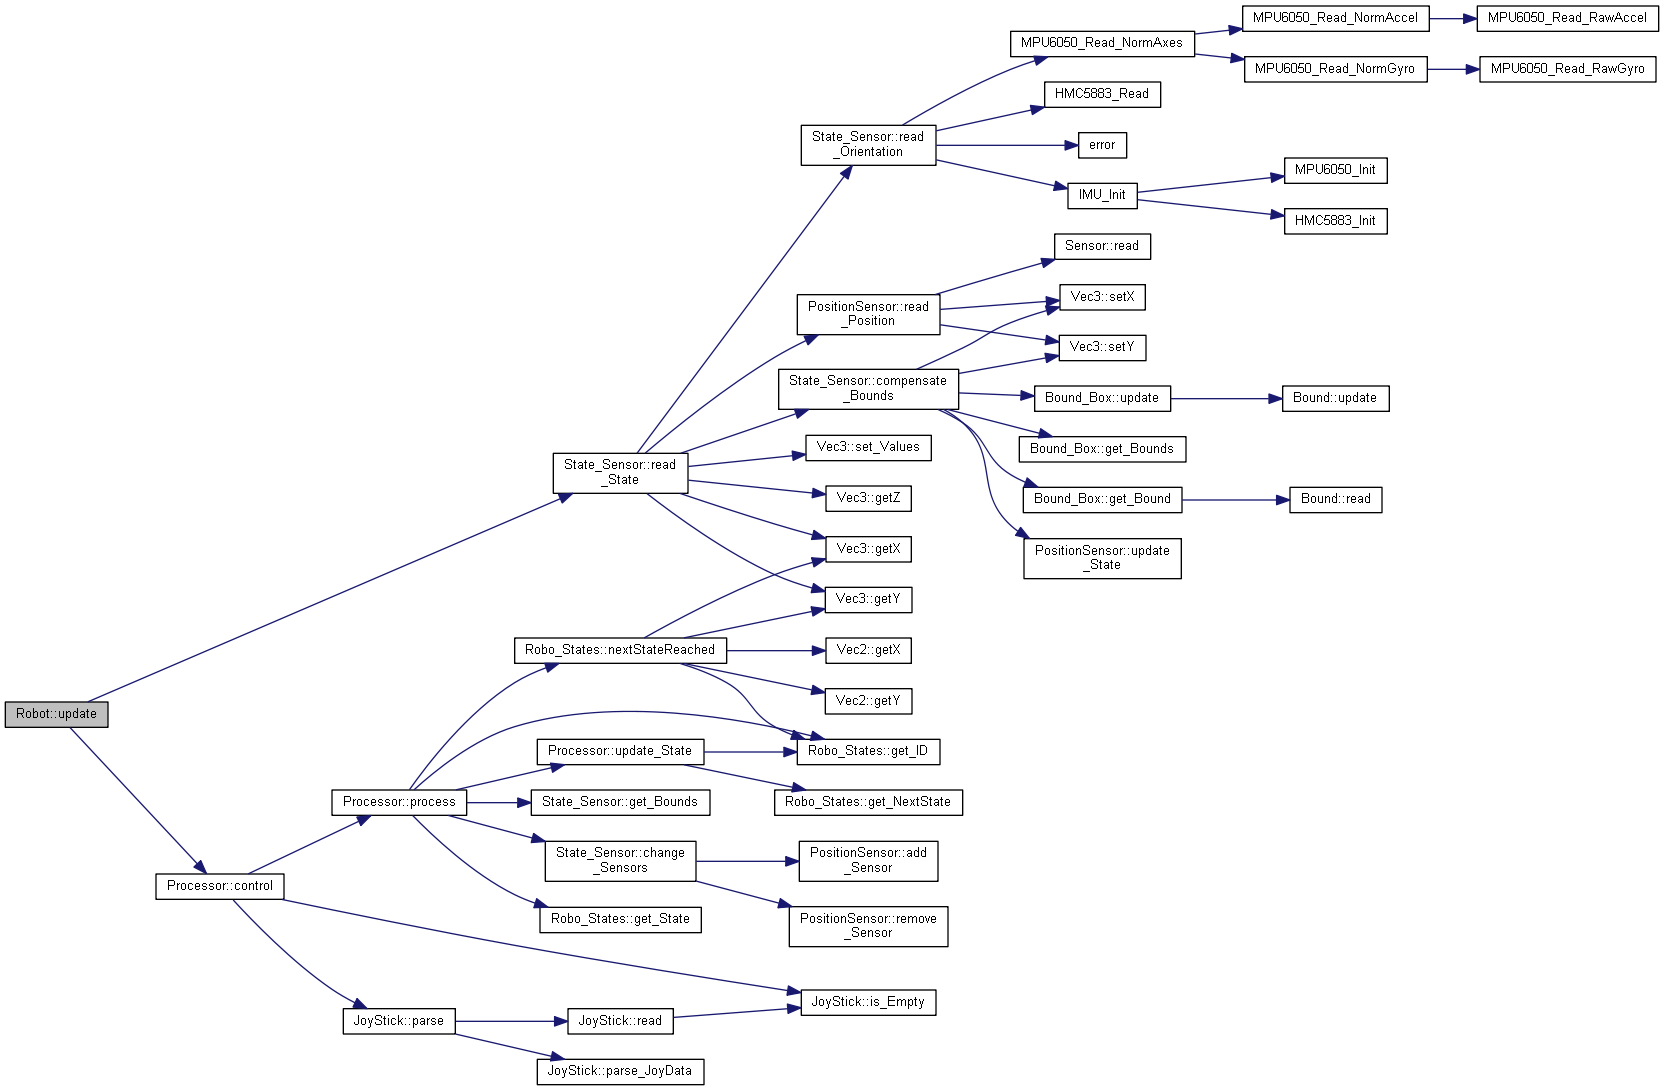 MPU6050_Read_NormAccel
MPU6050_Read_RawAccel
MPU6050_Read_NormAxes
MPU6050_Read_NormGyro
MPU6050_Read_RawGyro
HMC5883_Read
State_Sensor::read
_Orientation
error
MPU6050_Init
IMU_Init
HMC5883_Init
Sensor::read
PositionSensor::read
_Position
Vec3::setX
Vec3::setY
State_Sensor::compensate
_Bounds
Bound_Box::update
Bound::update
Vec3::set_Values
Bound_Box::get_Bounds
State_Sensor::read
_State
Vec3::getZ
Bound_Box::get_Bound
Bound::read
Vec3::getX
PositionSensor::update
_State
Vec3::getY
Robo_States::nextStateReached
Vec2::getX
Vec2::getY
Robot::update
Processor::update_State
Robo_States::get_ID
Processor::process
State_Sensor::get_Bounds
Robo_States::get_NextState
State_Sensor::change
_Sensors
PositionSensor::add
_Sensor
Processor::control
Robo_States::get_State
PositionSensor::remove
_Sensor
JoyStick::is_Empty
JoyStick::parse
JoyStick::read
JoyStick::parse_JoyData